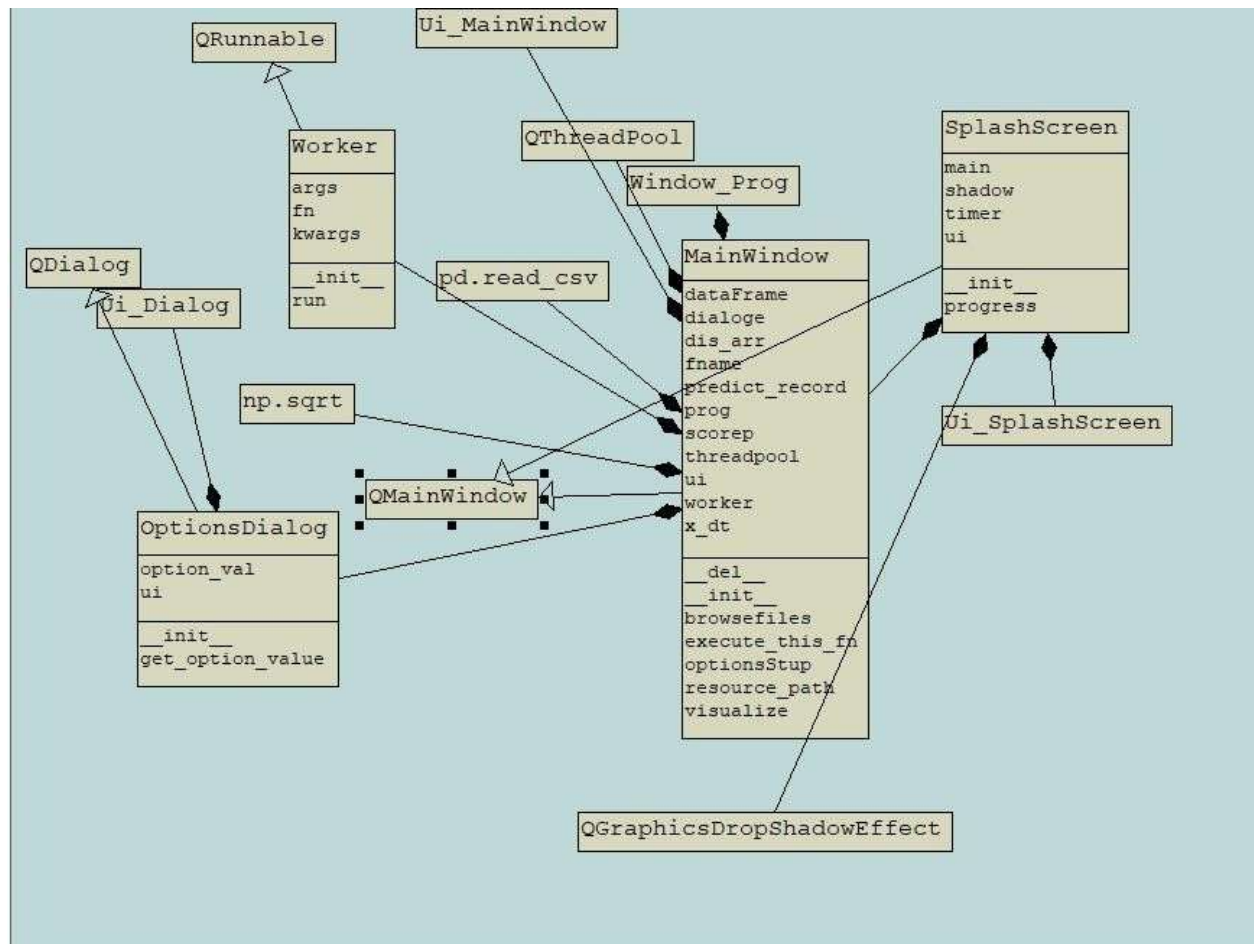 Ui_MainWindow
QRunnable
QThreadPool
SplashScreen
main
shadow
timer
ui
__init__
progress
Worker
args
fn
kwargs
__init__
run
Window_Prog
QDialog
Ui_Dialog
pd.read_csv
MainWindow
dataFrame
dialoge
dis_arr
fname
predict_record
prog
scorep
threadpool
ui
worker
x_dt
__del__
__init__
browsefiles
execute_this_fn
optionsStup
resource_path
visualize
np.sqrt
Ui_SplashScreen
QMainWindow
OptionsDialog
option_val
ui
__init__
get_option_value
QGraphicsDropShadowEffect